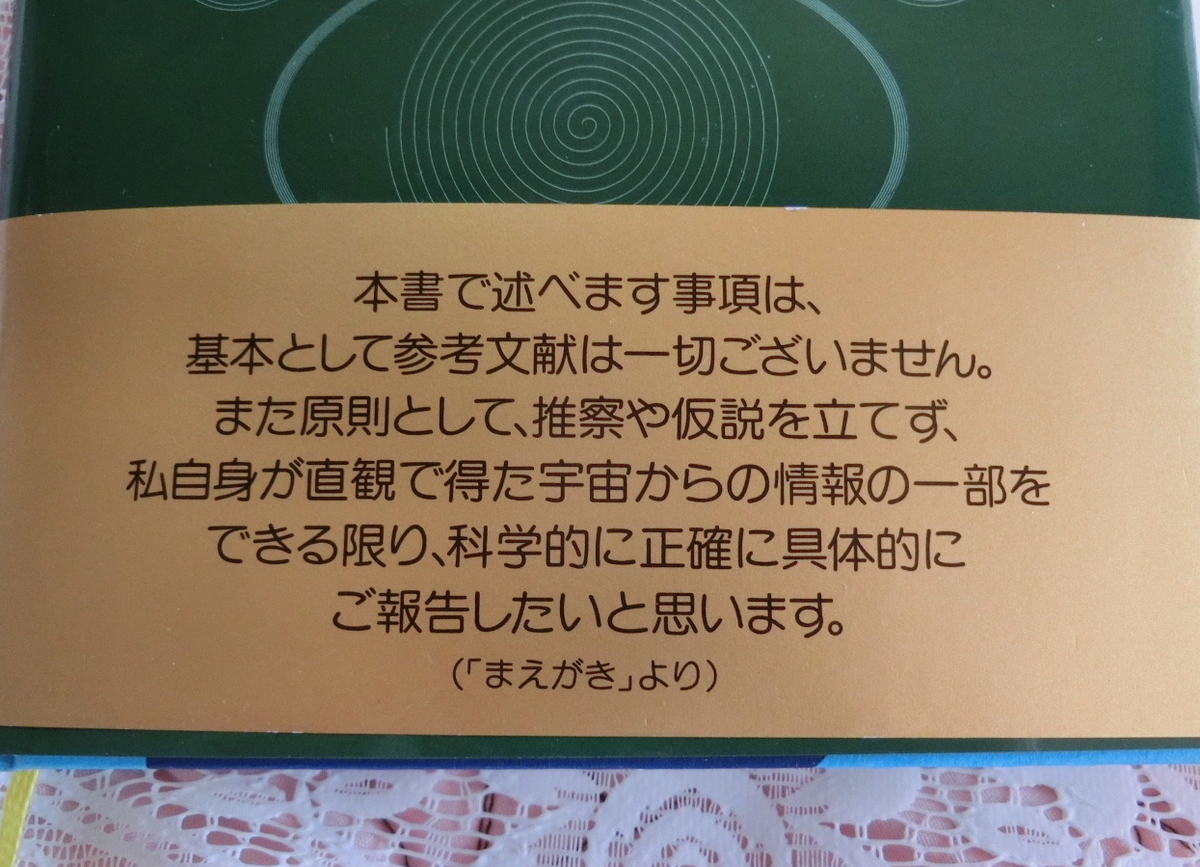 本書で述べます事項は、
基本として参考文献は一切ございません。
また原則として、推察や仮説を立てず、
私自身が直観で得た宇宙からの情報の一部を
できる限り、科学的に正確に具体的に
ご報告したいと思います。
(「まえがき」より)